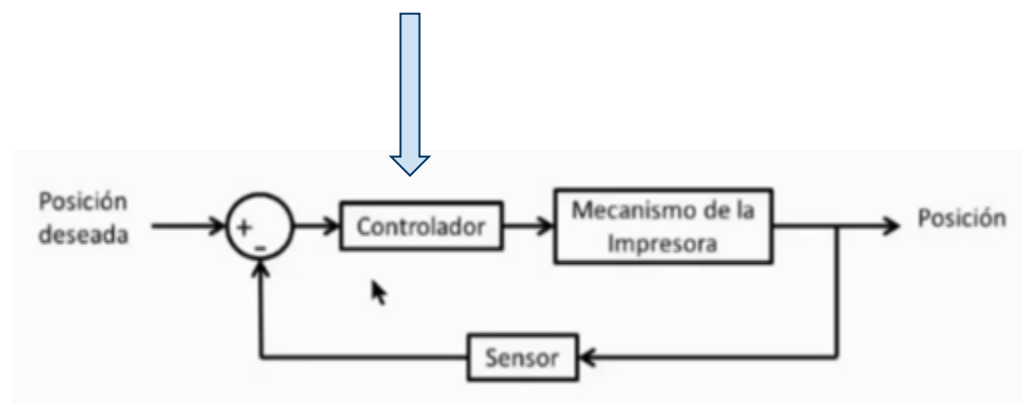 Posición
deseada
+
-
Controlador
Mecanismo de la
Impresora
Posición
Sensor